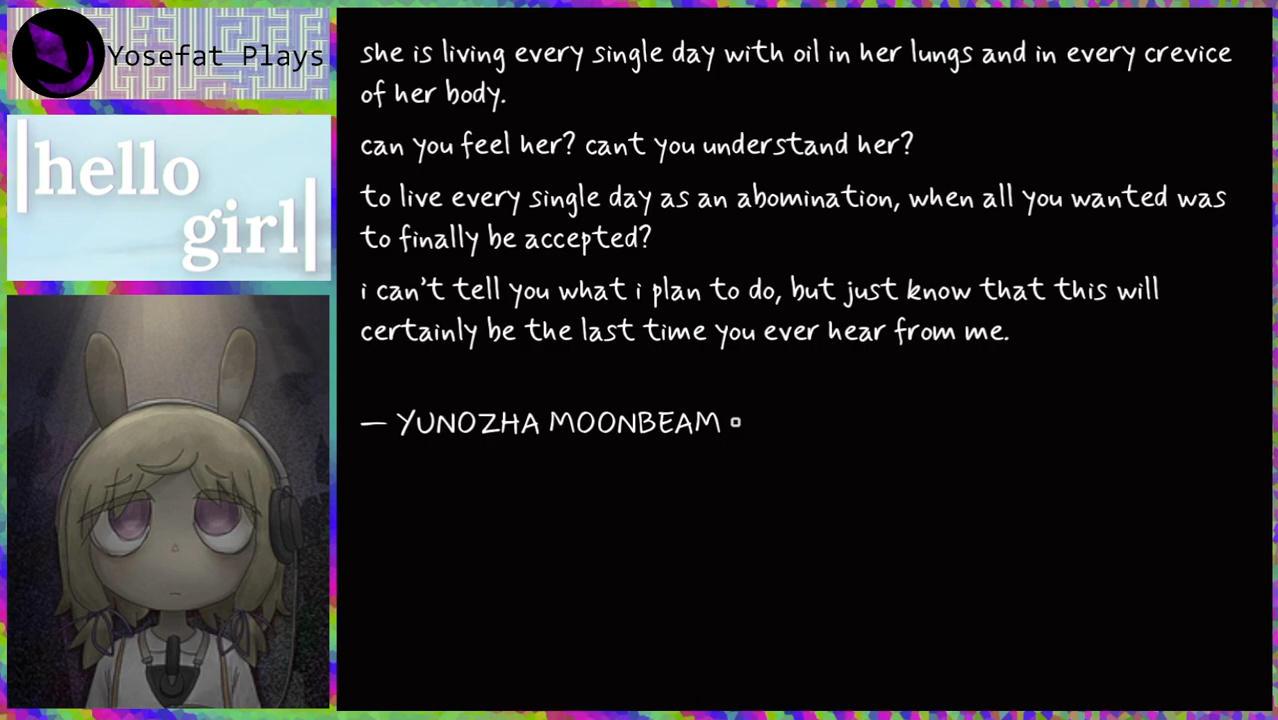 Yosefat Plays
|hello
girl|
she is living every single day with oil in her lungs and in every crevice
of her body.
can you feel her? cant you understand her?
to live every single day as an abomination, when all you wanted was
to finally be accepted?
i can't tell you what i plan to do, but just know that this will
certainly be the last time you ever hear from me.
— YUNOZHA MOONBEAM